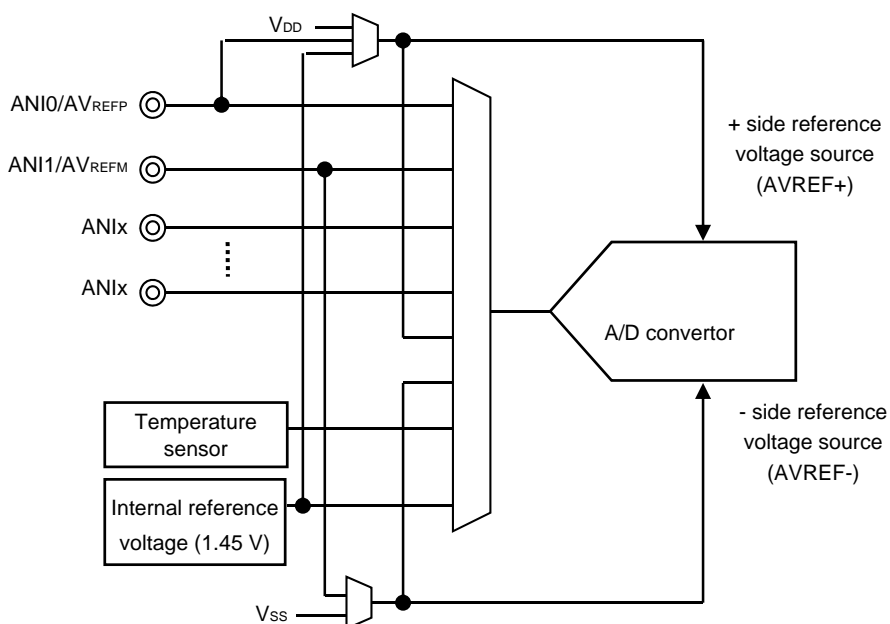 VDD
ANI0/AVREFP
ANI1/AVREFM
ANIx
ANIx
+ side reference
voltage source
(AVREF+)
A/D convertor
Temperature
sensor
- side reference
voltage source
(AVREF-)
Internal reference
voltage (1.45 V)
VSS